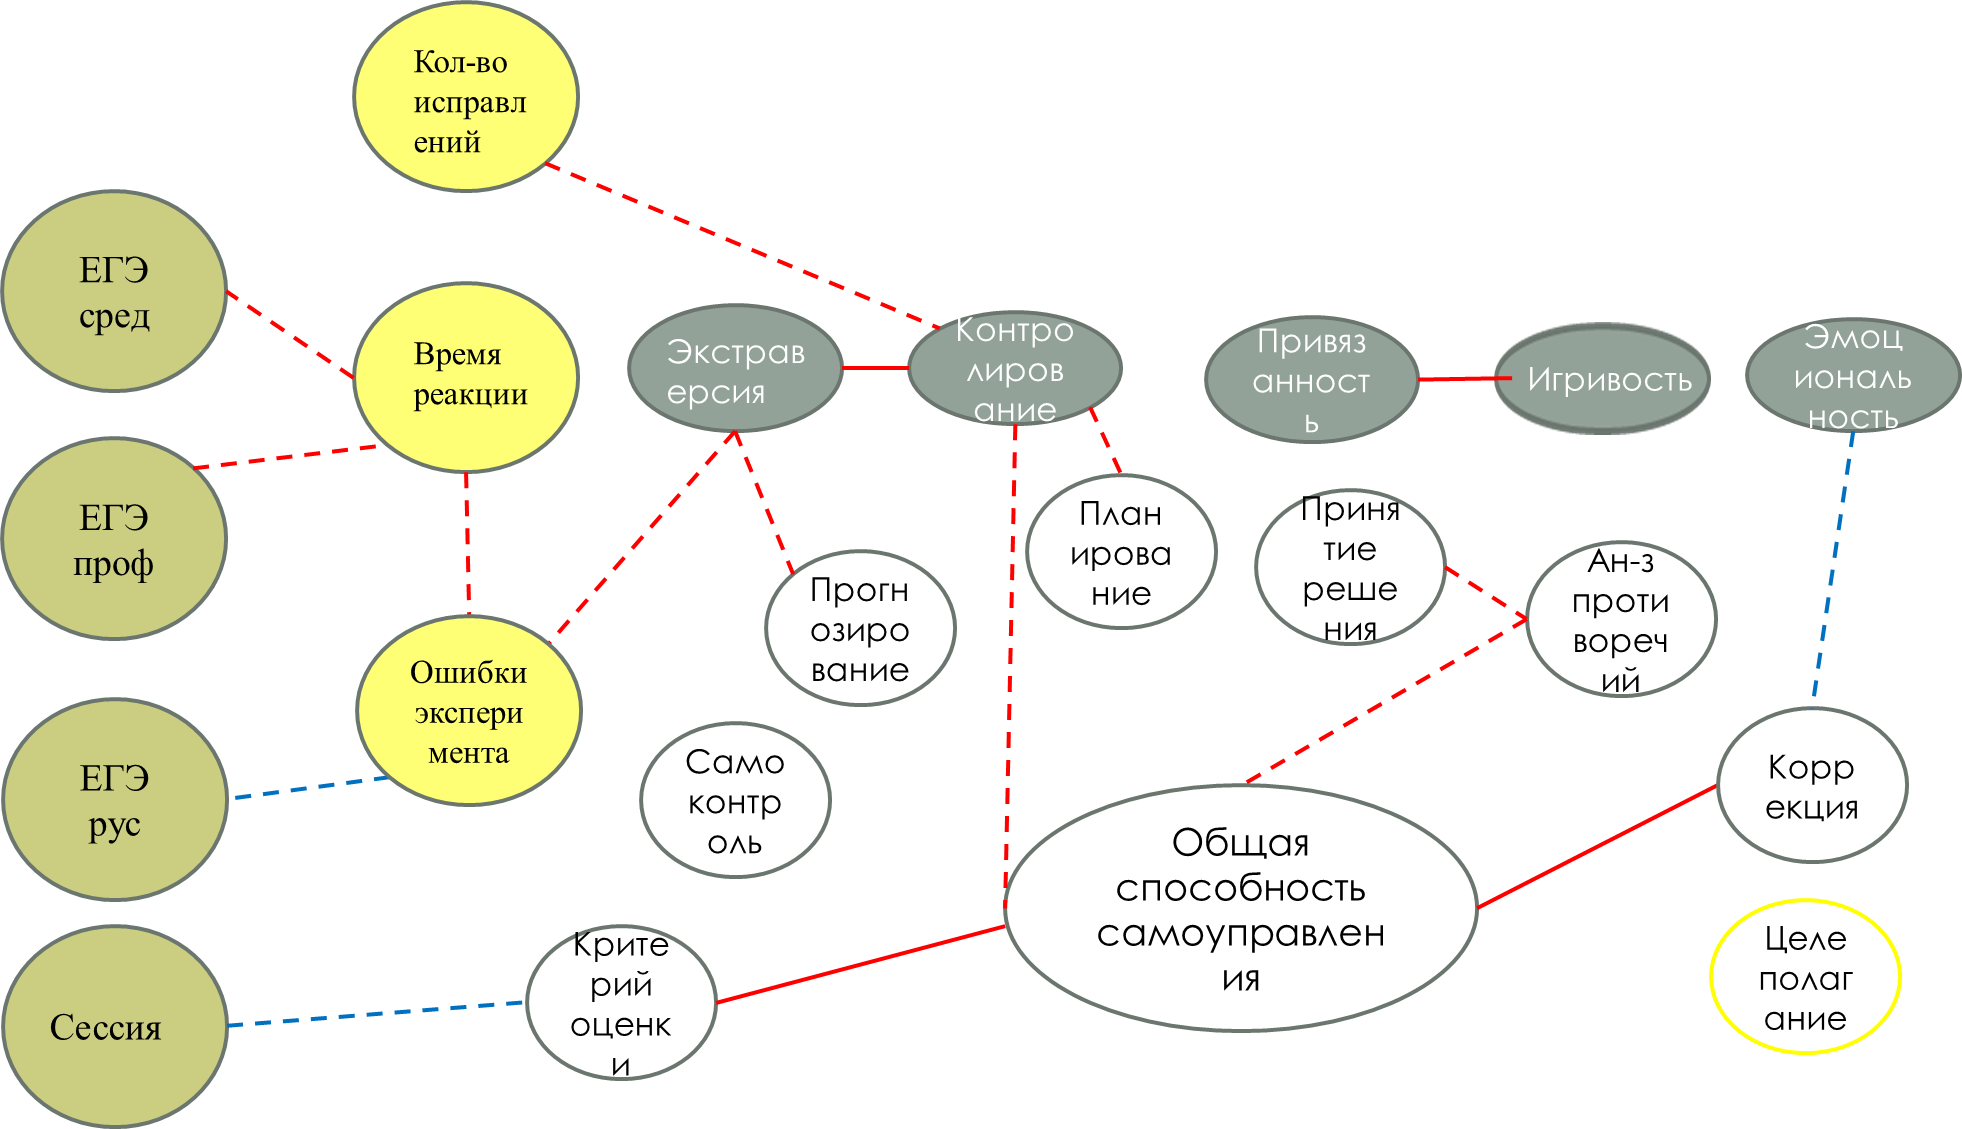 Кол-во
исправл
ений
ЕГЭ
сред
Время
реакции
Экстрав
ерсия
Контро
лиров
ание
Привяз
анност
ь
Игривость
Эмоц
иональ
ность
ЕГЭ
проф
План
ирова
ние
Приня
тие
реше
ния
Ан-з
проти
вореч
ий
Прогн
озиро
вание
Ошибки
экспери
мента
ЕГЭ
рус
Само
контр
оль
Корр
екция
Общая
способность
самоуправлен
ия
Целе
полаг
ание
Сессия
Крите
рий
оценк
и